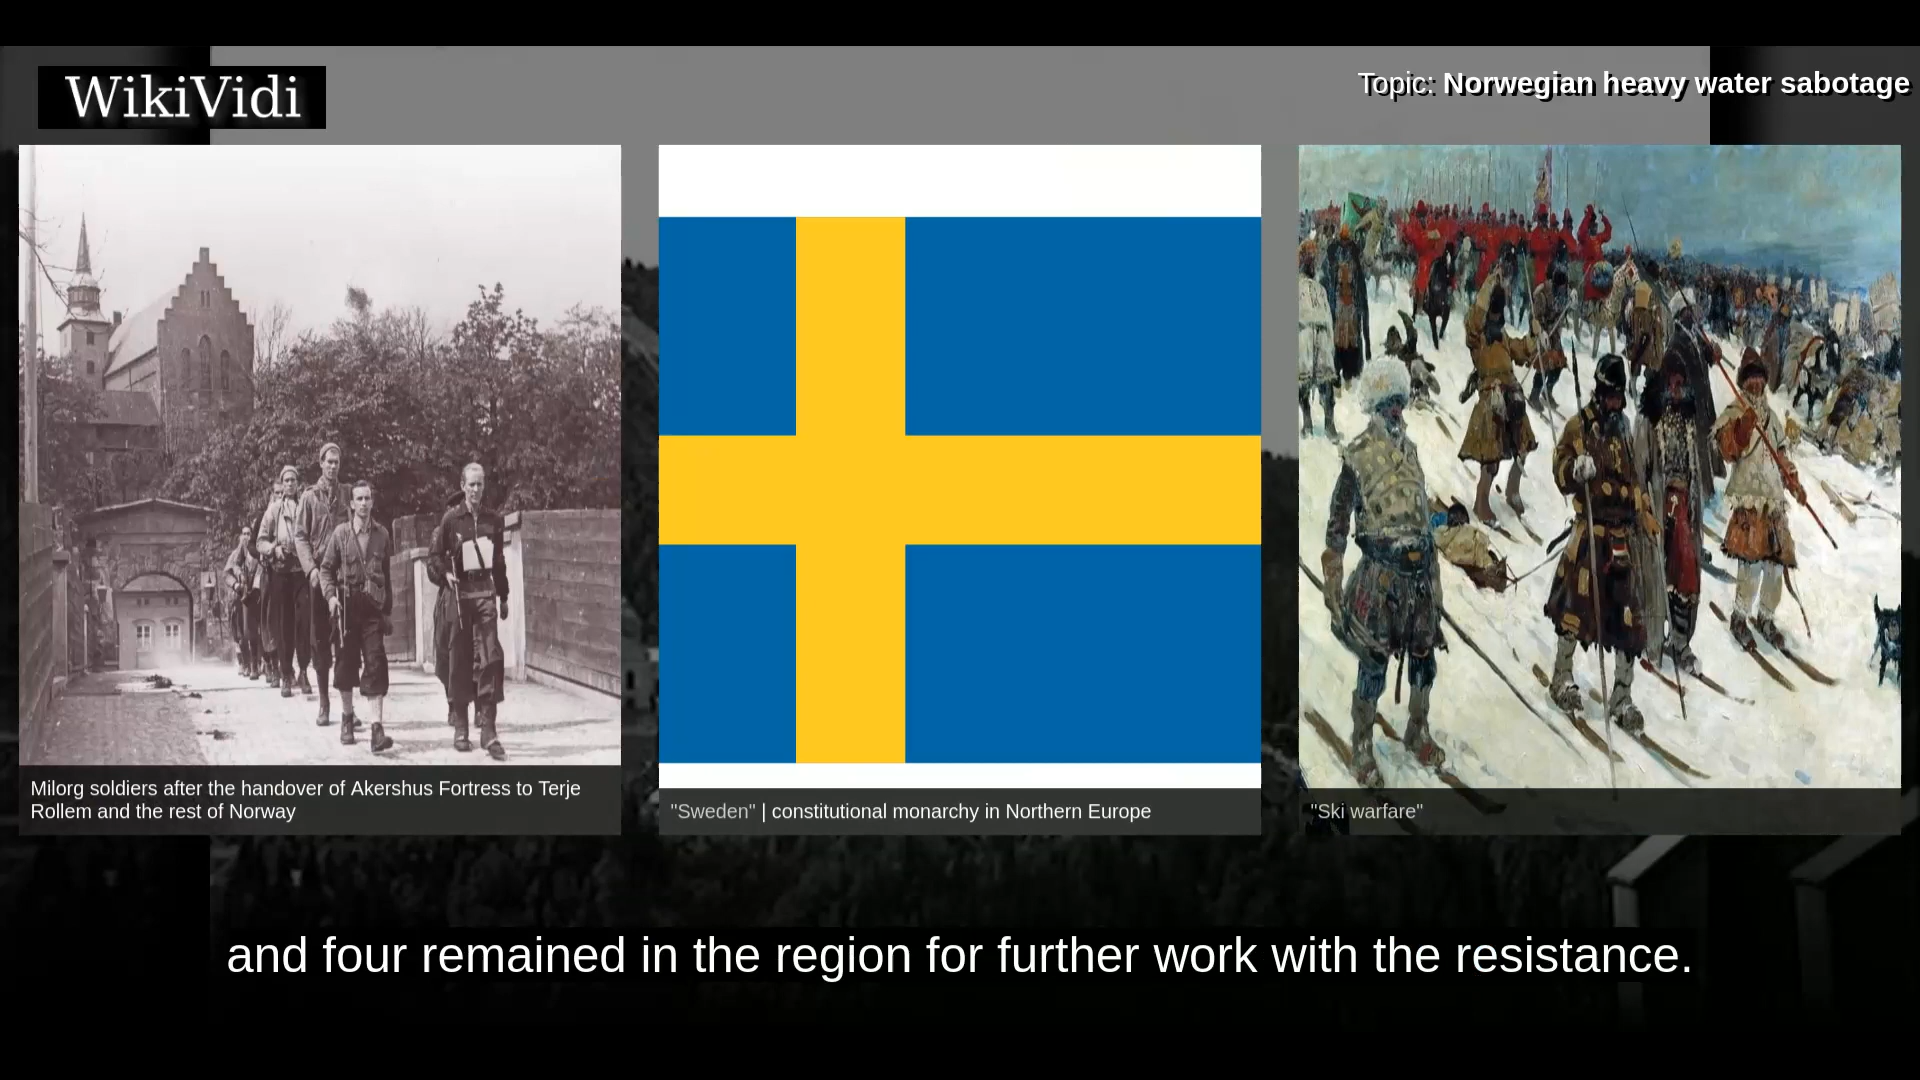 WikiVidi
Topic: Norwegian heavy water sabotage
Milorg soldiers after the handover of Akershus Fortress to Terje
Rollem and the rest of Norway
"Sweden" | constitutional monarchy in Northern Europe
"Ski warfare"
and four remained in the region for further work with the resistance.